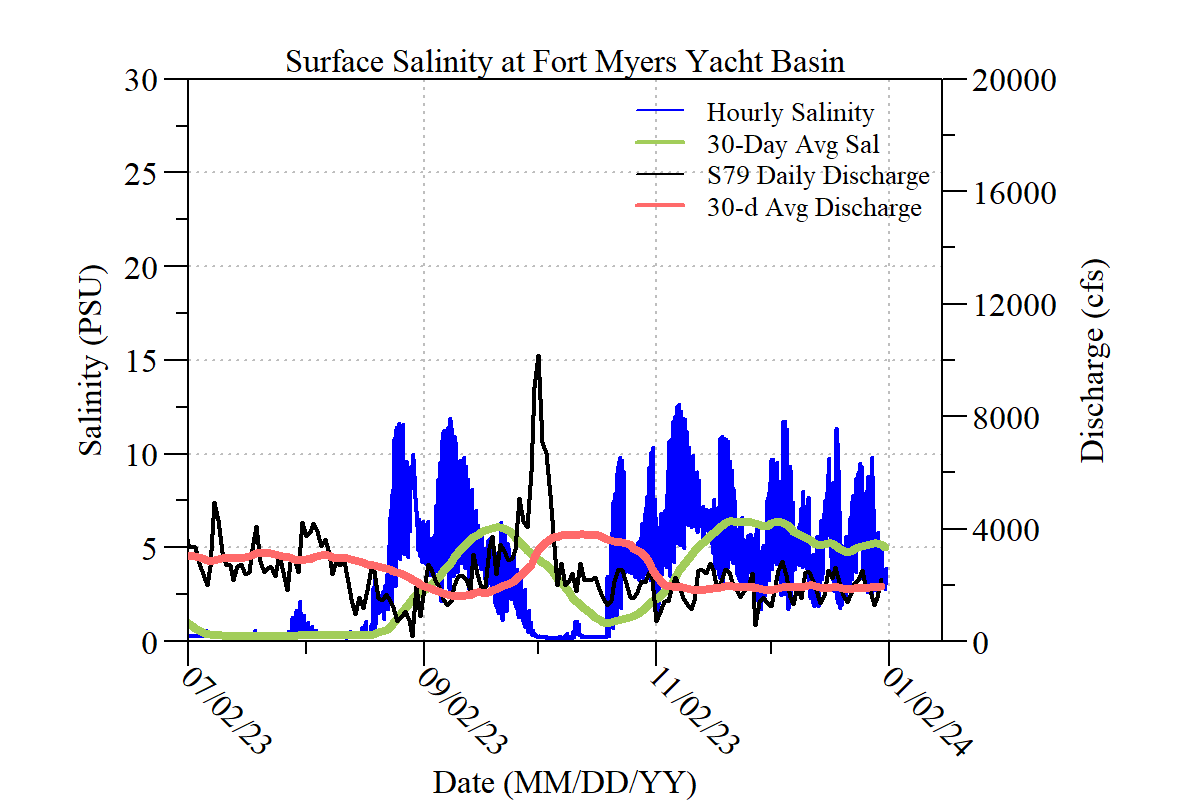 Surface Salinity at Fort Myers Yacht Basin
30
25
20
15
10
5
0
Salinity (PSU)
20000
16000
12000
8000
4000
0
Discharge (cfs)
Hourly Salinity
30-Day Avg Sal
S79 Daily Discharge
30-d Avg Discharge
07/02/23
09/02/23
11/02/23
01/02/24
Date (MM/DD/YY)